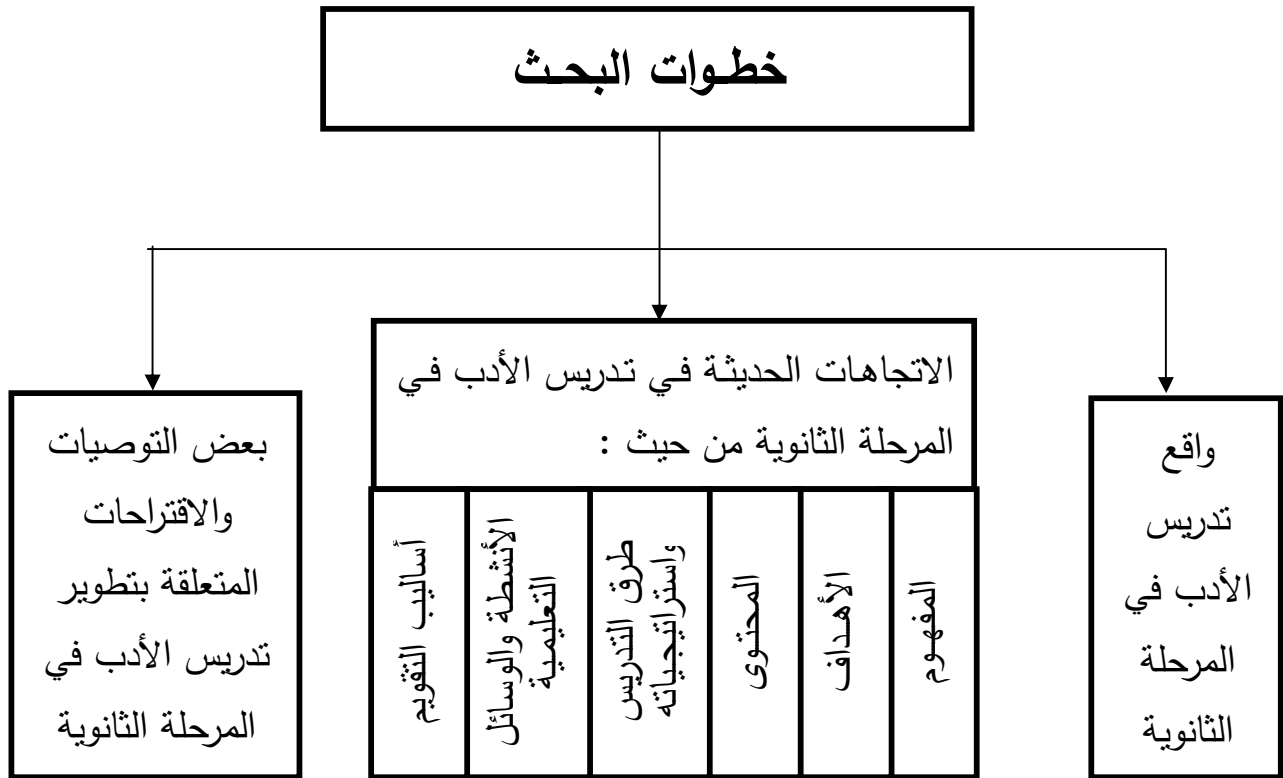 خطوات البحث
واقع
تدريس
الأدب في
المرحلة
الثانوية
الاتجاهات الحديثة في تدريس الأدب في
المرحلة الثانوية من حيث :
المفهوم
الأهداف
المحتوى
طرق التدريس
واستراتيجياته
الأنشطة والوسائل
التعليمية
أساليب التقويم
بعض التوصيات
والاقتراحات
المتعلقة بتطوير
تدريس الأدب في
المرحلة الثانوية